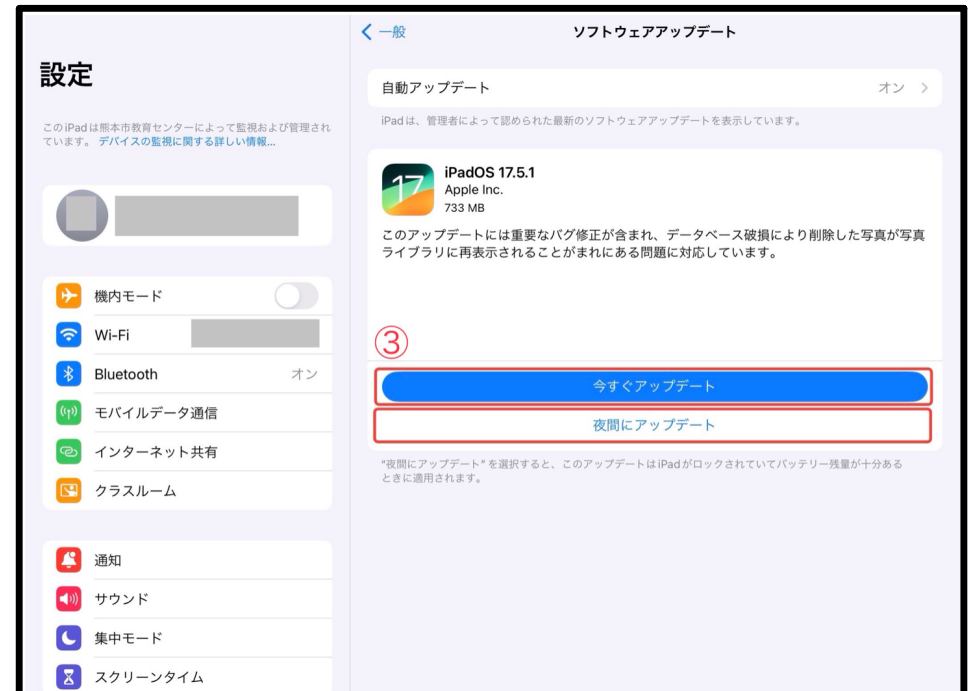 設定
このiPadは熊本市教育センターによって監視および管理され
ています。 デバイスの監視に関する詳しい情報...
機内モード
Wi-Fi
Bluetooth オン
モバイルデータ通信
インターネット共有
クラスルーム
通知
サウンド
集中モード
スクリーンタイム
一般 ソフトウェアアップデート
自動アップデート オン
iPadは、管理者によって認められた最新のソフトウェアアップデートを表示しています。
17
iPadOS 17.5.1
Apple Inc.
733 MB
このアップデートには重要なバグ修正が含まれ、データベース破損により削除した写真が写真
ライブラリに再表示されることがまれにある問題に対応しています。
③
今すぐアップデート
夜間にアップデート
"夜間にアップデート" を選択すると、このアップデートはiPadがロックされていてバッテリー残量が十分ある
ときに適用されます。